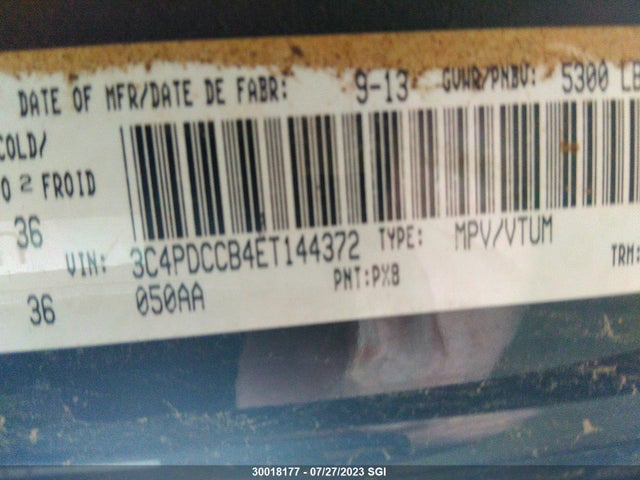 DATE OF MFR/DATE DE FABR: 9-13 GVWR/PNBV: 5300 LB
COLD/
O 2 FROID
36
VIN: 3C4PDCCB4ET144372 TYPE: MPV/VTUM
TRM:
36 050AA PNT:PX8
30018177 - 07/27/2023 SGI